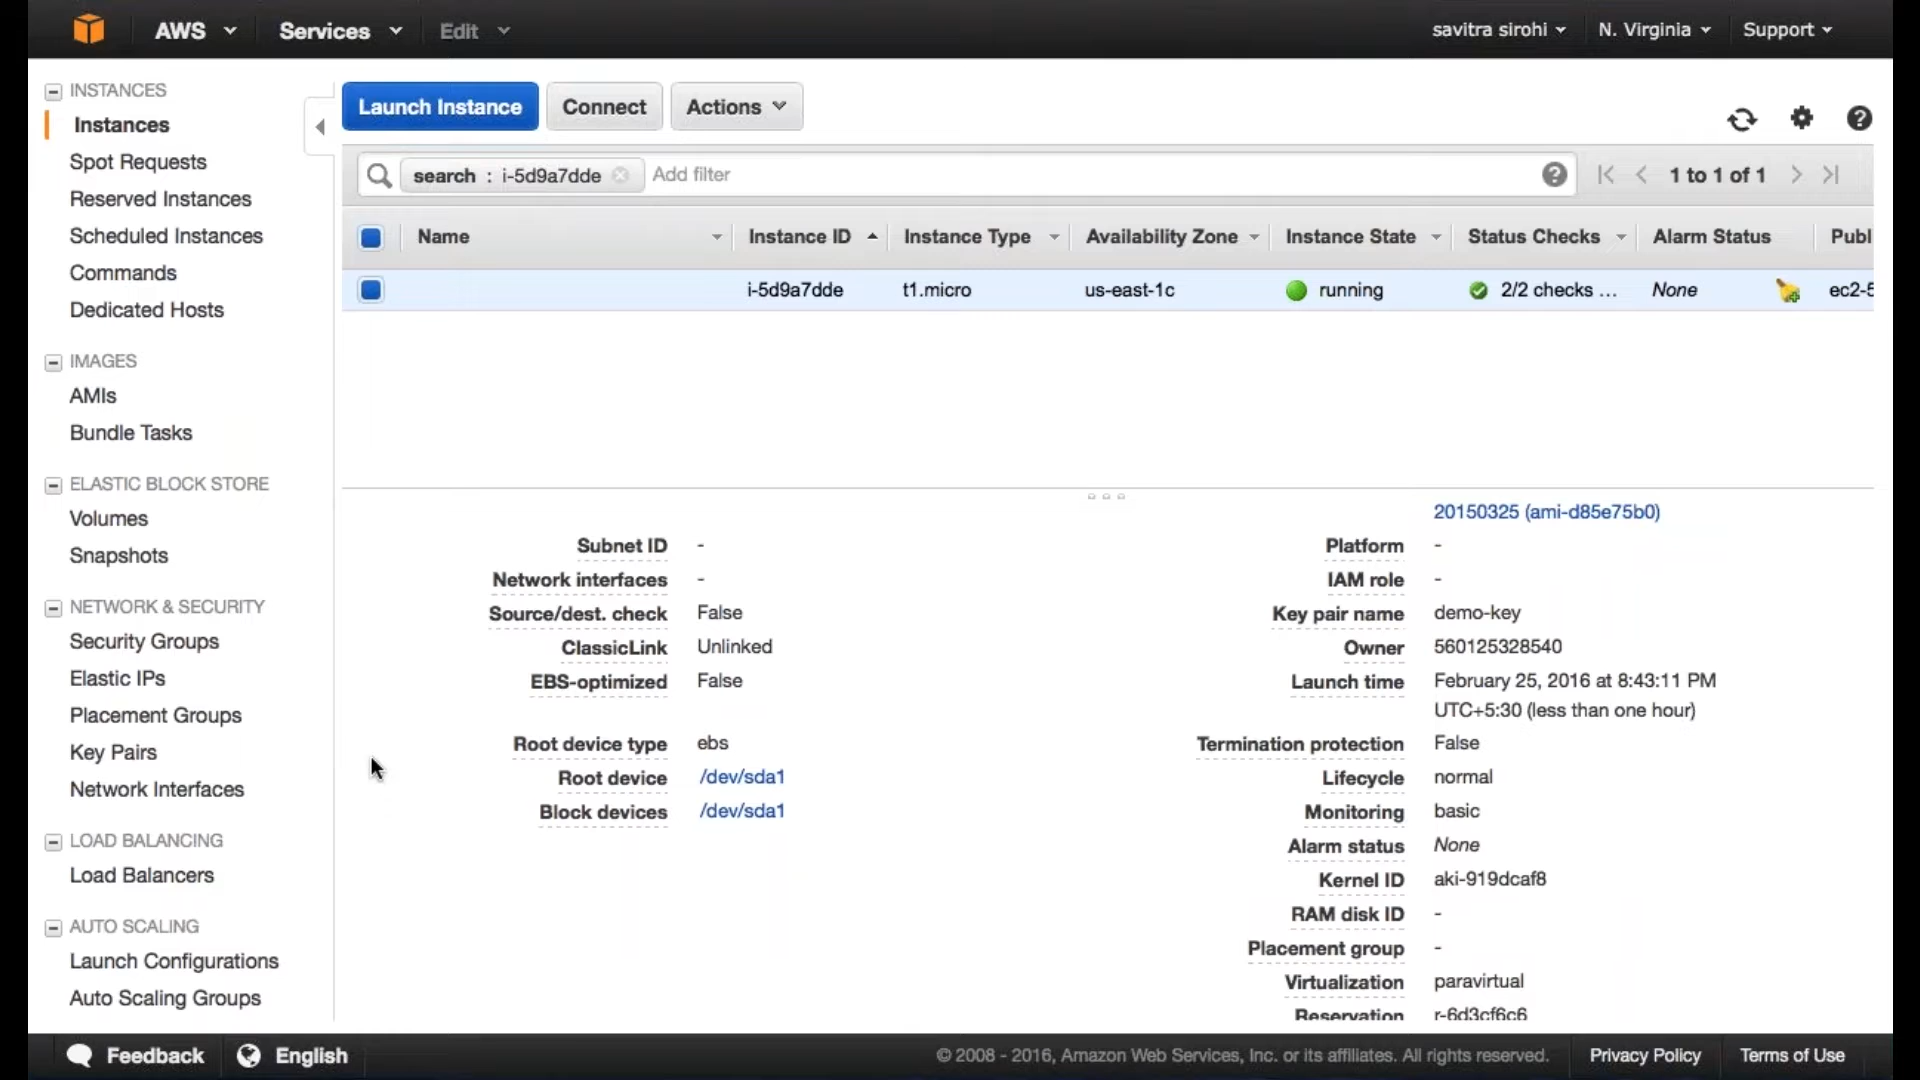 AWS Services Edit savitra sirohi N. Virginia Support
INSTANCES
Instances
Spot Requests
Reserved Instances
Scheduled Instances
Commands
Dedicated Hosts
IMAGES
AMIs
Bundle Tasks
ELASTIC BLOCK STORE
Volumes
Snapshots
NETWORK & SECURITY
Security Groups
Elastic IPs
Placement Groups
Key Pairs
Network Interfaces
LOAD BALANCING
Load Balancers
AUTO SCALING
Launch Configurations
Auto Scaling Groups
Launch Instance Connect Actions
search : i-5d9a7dde Add filter 1 to 1 of 1
Name Instance ID Instance Type Availability Zone Instance State Status Checks Alarm Status Publ
i-5d9a7dde t1.micro us-east-1c running 2/2 checks ... None ec2-5
Subnet ID -
Network interfaces -
Source/dest. check False
ClassicLink Unlinked
EBS-optimized False
Root device type ebs
Root device /dev/sda1
Block devices /dev/sda1
20150325 (ami-d85e75b0)
Platform -
IAM role -
Key pair name demo-key
Owner 560125328540
Launch time February 25, 2016 at 8:43:11 PM
UTC+5:30 (less than one hour)
Termination protection False
Lifecycle normal
Monitoring basic
Alarm status None
Kernel ID aki-919dcaf8
RAM disk ID -
Placement group -
Virtualization paravirtual
Reservation r-6d3cf6c6
Feedback English © 2008 - 2016, Amazon Web Services, Inc. or its affiliates. All rights reserved. Privacy Policy Terms of Use